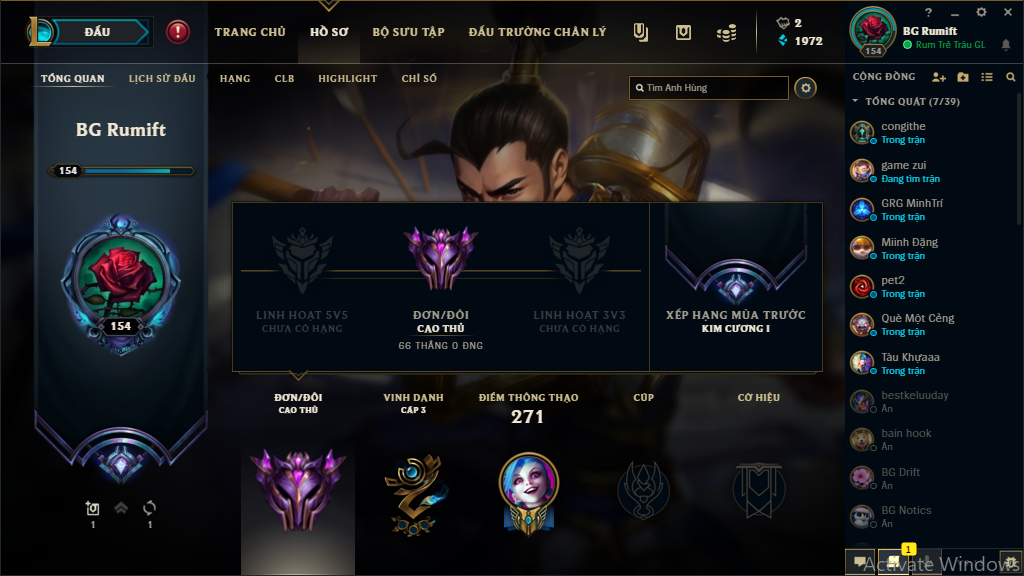 ĐẤU
TRANG CHỦ
HỒ SƠ
BỘ SƯU TẬP
ĐẤU TRƯỜNG CHÂN LÝ
2
1972
154
BG Rumift
Rum Trẻ Trâu GL
TỔNG QUAN
LỊCH SỬ ĐẤU
HẠNG
CLB
HIGHLIGHT
CHỈ SỐ
Tìm Anh Hùng
CỘNG ĐỒNG
TỔNG QUÁT (7/39)
congithe
Trong trận
game zui
Đang tìm trận
GRG MinhTrí
Trong trận
Miinh Đặng
Trong trận
pet2
Trong trận
Què Một Cẻng
Trong trận
Tàu Khựaaa
Trong trận
bestkeluuday
Ẩn
bain hook
Ẩn
BG Drift
Ẩn
BG Notics
Ẩn
BG Rumift
154
154
1
1
LINH HOẠT 5V5
CHƯA CÓ HẠNG
ĐƠN/ĐÔI
CAO THỦ
66 THẮNG 0 ĐNG
LINH HOẠT 3V3
CHƯA CÓ HẠNG
XẾP HẠNG MÙA TRƯỚC
KIM CƯƠNG I
ĐƠN/ĐÔI
CAO THỦ
VINH DANH
CẤP 3
ĐIỂM THÔNG THẠO
271
CÚP
CỜ HIỆU
1
Activate Windows